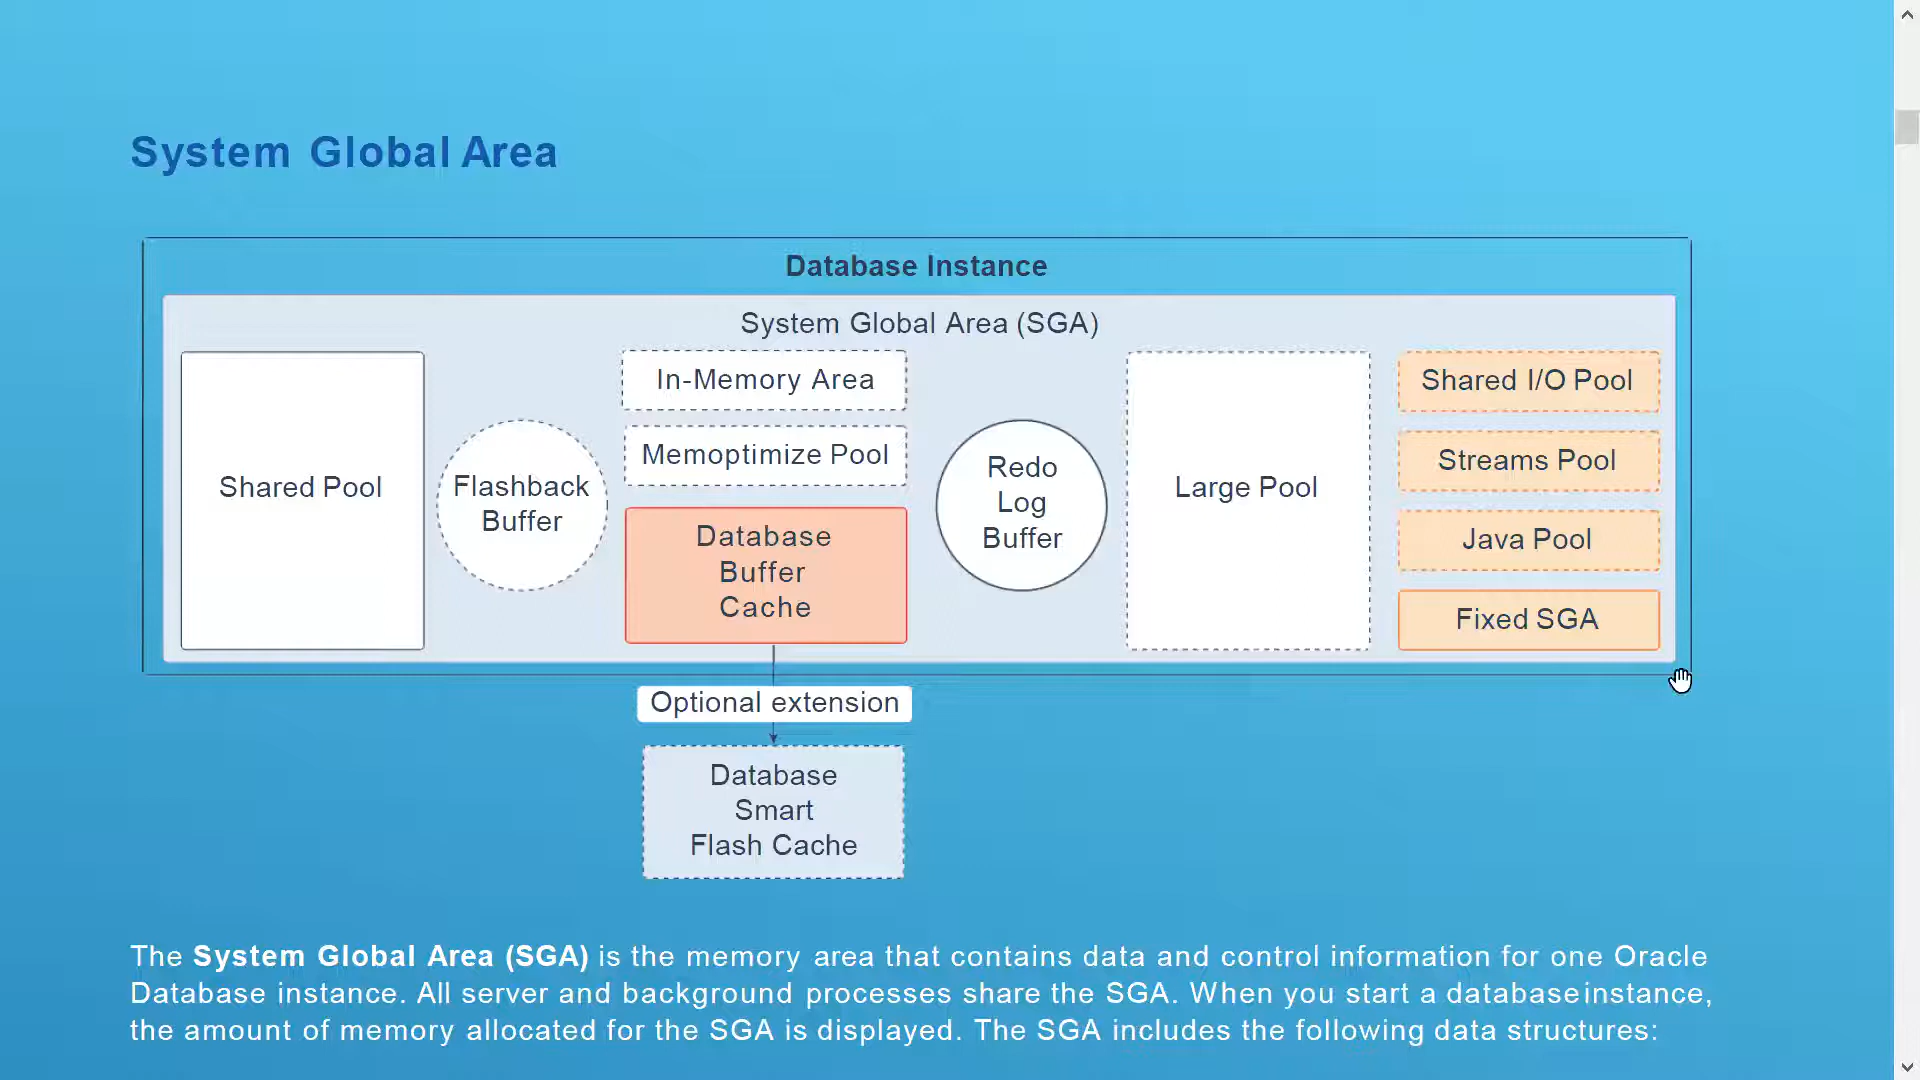 System Global Area
Database Instance
System Global Area (SGA)
Shared Pool
Flashback
Buffer
In-Memory Area
Memoptimize Pool
Database
Buffer
Cache
Redo
Log
Buffer
Large Pool
Shared I/O Pool
Streams Pool
Java Pool
Fixed SGA
Optional extension
Database
Smart
Flash Cache
The System Global Area (SGA) is the memory area that contains data and control information for one Oracle
Database instance. All server and background processes share the SGA. When you start a database instance,
the amount of memory allocated for the SGA is displayed. The SGA includes the following data structures: